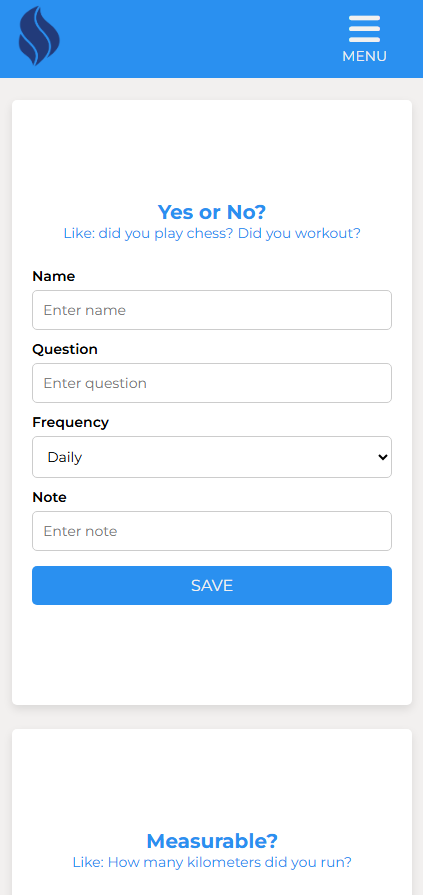 MENU
Yes or No?
Like: did you play chess? Did you workout?
Name
Enter name
Question
Enter question
Frequency
Daily
Note
Enter note
SAVE
Measurable?
Like: How many kilometers did you run?